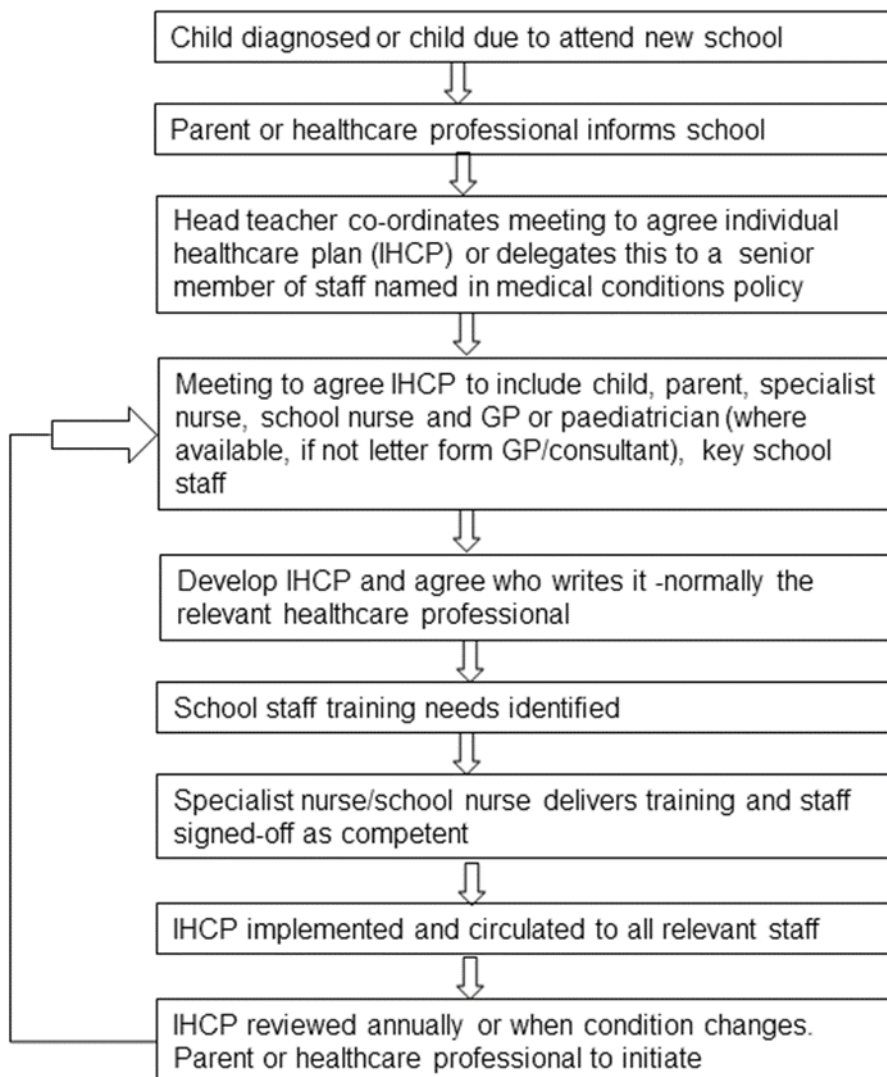 Child diagnosed or child due to attend new school
Parent or healthcare professional informs school
Head teacher co-ordinates meeting to agree individual
healthcare plan (IHCP) or delegates this to a senior
member of staff named in medical conditions policy
Meeting to agree IHCP to include child, parent, specialist
nurse, school nurse and GP or paediatrician (where
available, if not letter form GP/consultant), key school
staff
Develop IHCP and agree who writes it -normally the
relevant healthcare professional
School staff training needs identified
Specialist nurse/school nurse delivers training and staff
signed-off as competent
IHCP implemented and circulated to all relevant staff
IHCP reviewed annually or when condition changes.
Parent or healthcare professional to initiate